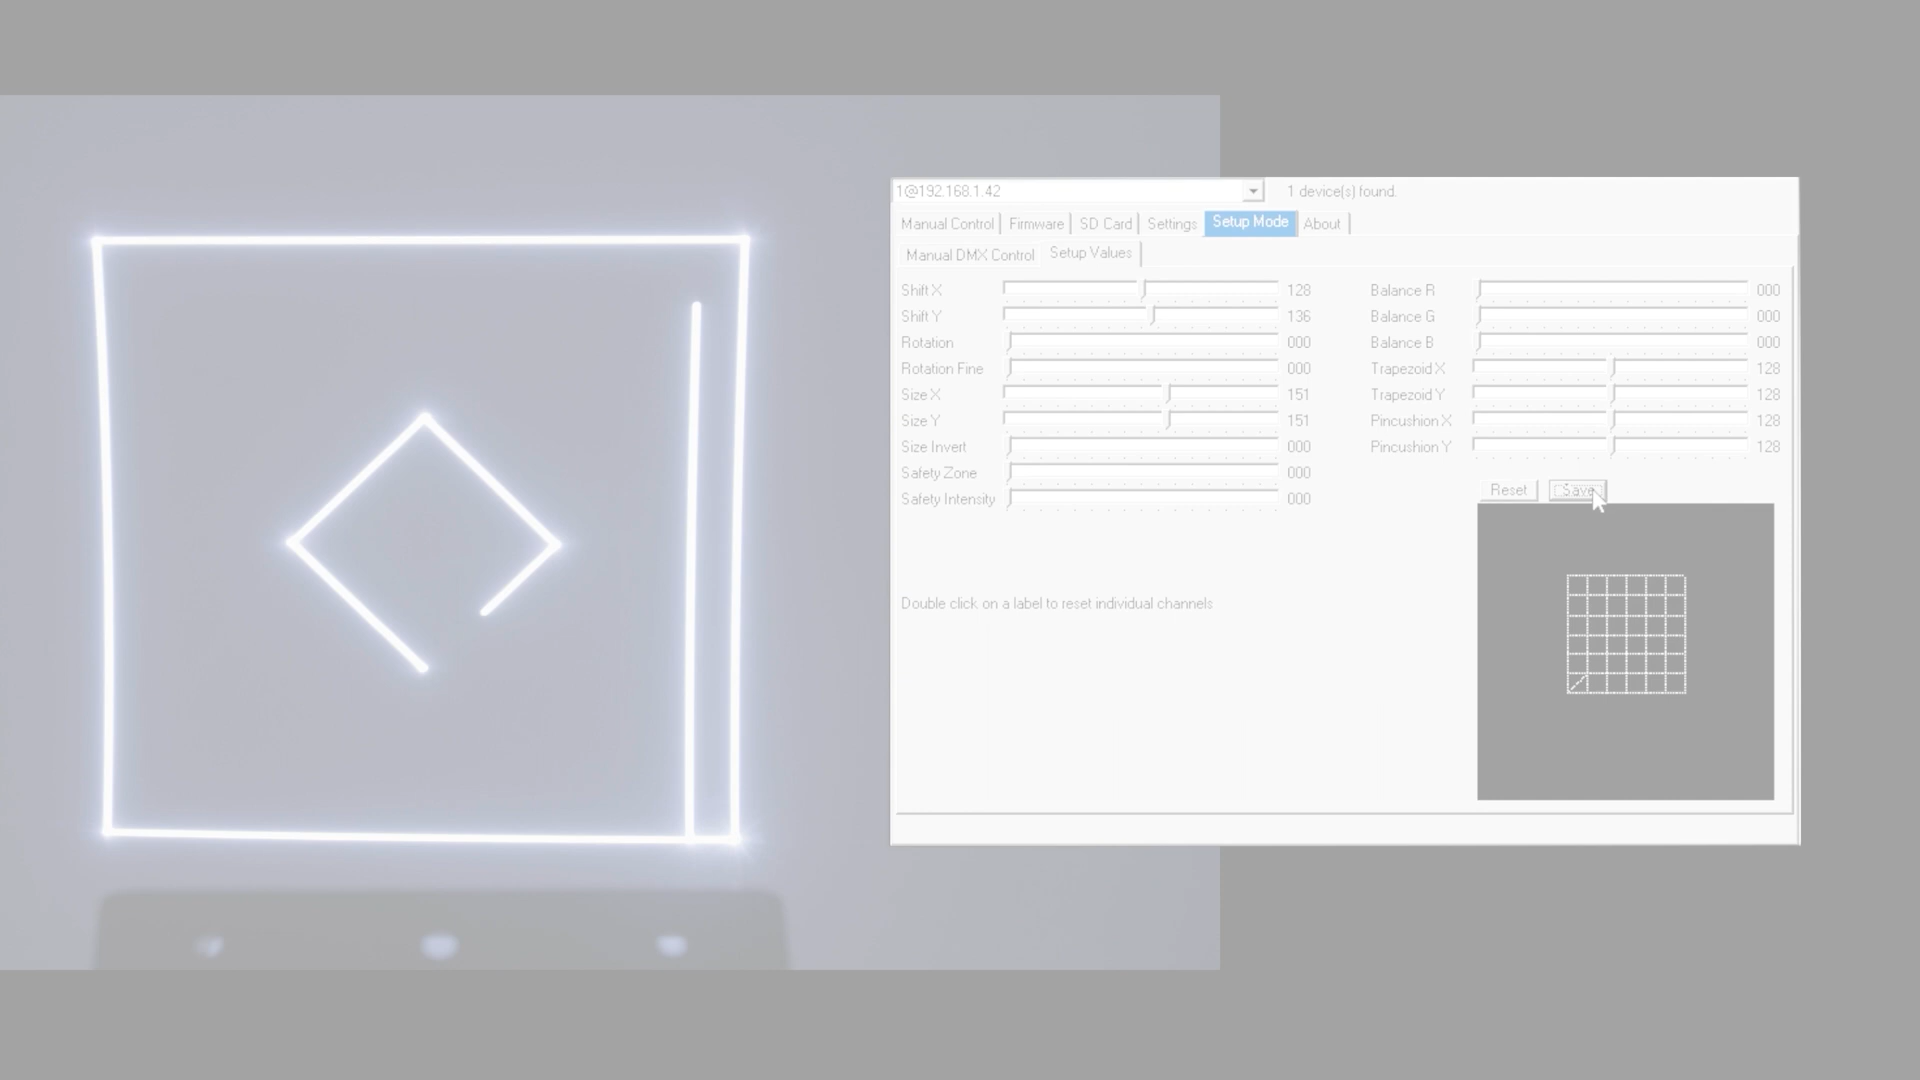 1@192.168.1.42 1 device(s) found.
Manual Control Firmware SD Card Settings Setup Mode About
Manual DMX Control Setup Values
Shift X 128 Balance R 000
Shift Y 136 Balance G 000
Rotation 000 Balance B 000
Rotation Fine 000 Trapezoid X 128
Size X 151 Trapezoid Y 128
Size Y 151 Pincushion X 128
Size Invert 000 Pincushion Y 128
Safety Zone 000
Safety Intensity 000
Reset Save
Double click on a label to reset individual channels